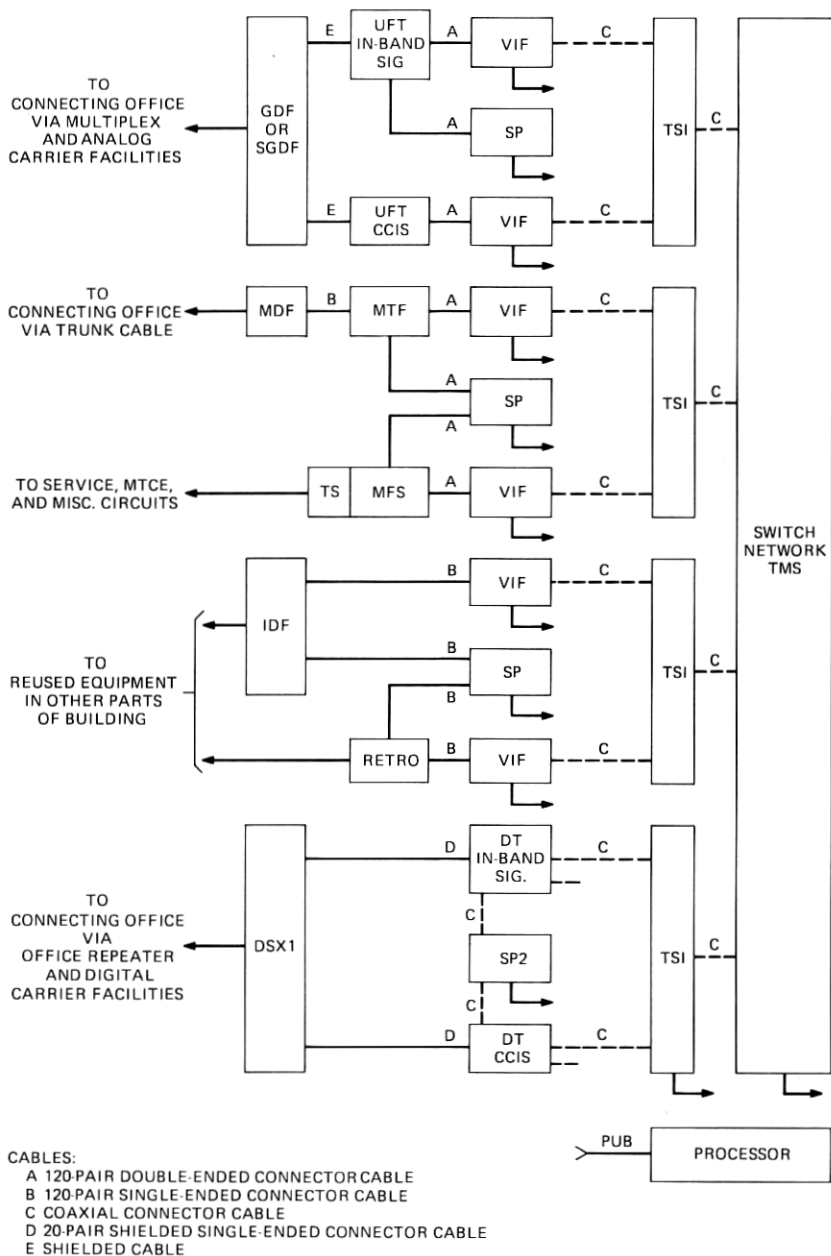 E
UFT
IN-BAND
SIG
A
VIF
C
TO
CONNECTING OFFICE
VIA MULTIPLEX
AND ANALOG
CARRIER FACILITIES
GDF
OR
SGDF
A
SP
TSI
C
E
UFT
CCIS
A
VIF
C
TO
CONNECTING OFFICE
VIA TRUNK CABLE
MDF
B
MTF
A
VIF
C
A
SP
A
TSI
C
TO SERVICE, MTCE,
AND MISC. CIRCUITS
TS
MFS
A
VIF
C
SWITCH
NETWORK
TMS
IDF
B
VIF
C
TO
REUSED EQUIPMENT
IN OTHER PARTS
OF BUILDING
B
SP
B
TSI
C
RETRO
B
VIF
C
D
DT
IN-BAND
SIG.
C
TO
CONNECTING OFFICE
VIA
OFFICE REPEATER
AND DIGITAL
CARRIER FACILITIES
DSX1
C
SP2
C
TSI
C
D
DT
CCIS
C
PUB
PROCESSOR
CABLES:
A 120-PAIR DOUBLE-ENDED CONNECTOR CABLE
B 120-PAIR SINGLE-ENDED CONNECTOR CABLE
C COAXIAL CONNECTOR CABLE
D 20-PAIR SHIELDED SINGLE-ENDED CONNECTOR CABLE
E SHIELDED CABLE